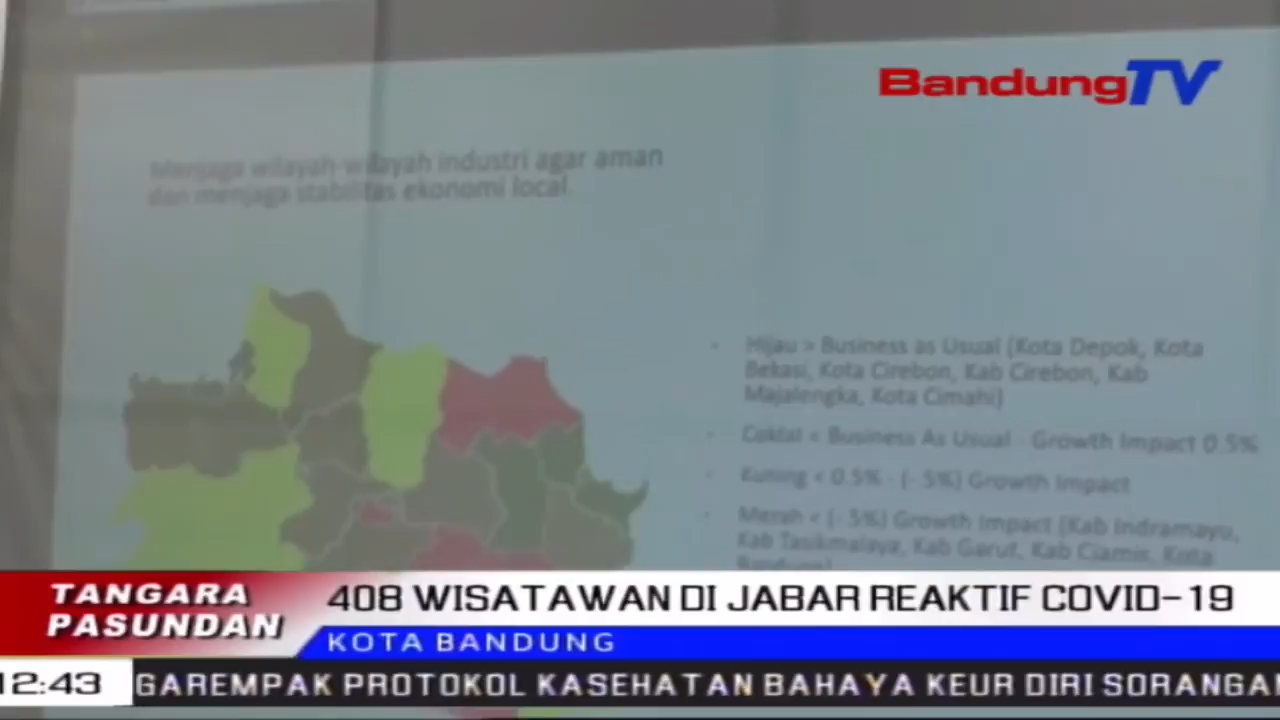 BandungTV
Menjaga wilayah-wilayah industri agar aman
dan menjaga stabilitas ekonomi local
- Hijau > Business as Usual (Kota Depok, Kota
Bekasi, Kota Cirebon, Kab Cirebon, Kab
Majalengka, Kota Cimahi)
- Coklat < Business As Usual - Growth Impact 0.5%
- Kuning < 0.5% - (-.5%) Growth Impact
- Merah < (-.5%) Growth Impact (Kab Indramayu,
Kab Tasikmalaya, Kab Garut, Kab Ciamis, Kota
Bandung)
TANGARA
PASUNDAN
408 WISATAWAN DI JABAR REAKTIF COVID-19
KOTA BANDUNG
12:43
GAREMPAK PROTOKOL KASEHATAN BAHAYA KEUR DIRI SORANGA